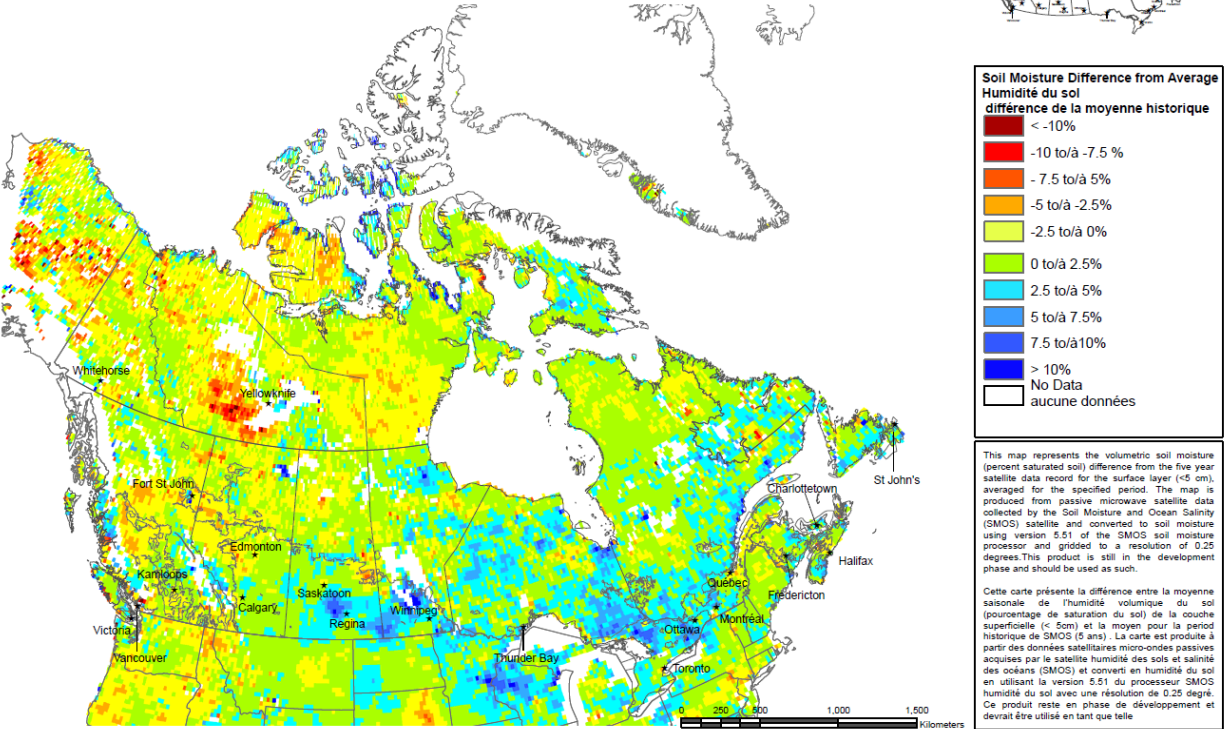 Soil Moisture Difference from Average
Humidité du sol
différence de la moyenne historique
< -10%
-10 to/à -7.5 %
- 7.5 to/à 5%
-5 to/à -2.5%
-2.5 to/à 0%
0 to/à 2.5%
2.5 to/à 5%
5 to/à 7.5%
7.5 to/à10%
> 10%
No Data
aucune données
This map represents the volumetric soil moisture
(percent saturated soil) difference from the five year
satellite data record for the surface layer (<5 cm),
averaged for the specified period. The map is
produced from passive microwave satellite data
collected by the Soil Moisture and Ocean Salinity
(SMOS) satellite and converted to soil moisture
using version 5.51 of the SMOS soil moisture
processor and gridded to a resolution of 0.25
degrees.This product is still in the development
phase and should be used as such.
Cette carte présente la différence entre la moyenne
saisonale de l'humidité volumique du sol
(pourcentage de saturation du sol) de la couche
superficielle (< 5cm) et la moyen pour la period
historique de SMOS (5 ans) . La carte est produite à
partir des données satellitaires micro-ondes passives
acquises par le satellite humidité des sols et salinité
des océans (SMOS) et converti en humidité du sol
en utilisant la version 5.51 du processeur SMOS
humidité du sol avec une résolution de 0.25 degré.
Ce produit reste en phase de développement et
devrait être utilisé en tant que telle
Whitehorse
Yellowknife
Fort St John
Edmonton
Kamloops
Saskatoon
Calgary
Regina
Winnipeg
Victoria
Vancouver
Thunder Bay
Ottawa
Toronto
Montréal
Québec
Fredericton
Halifax
Charlottetown
St John's
0 250 500 1,000 1,500
Kilometers